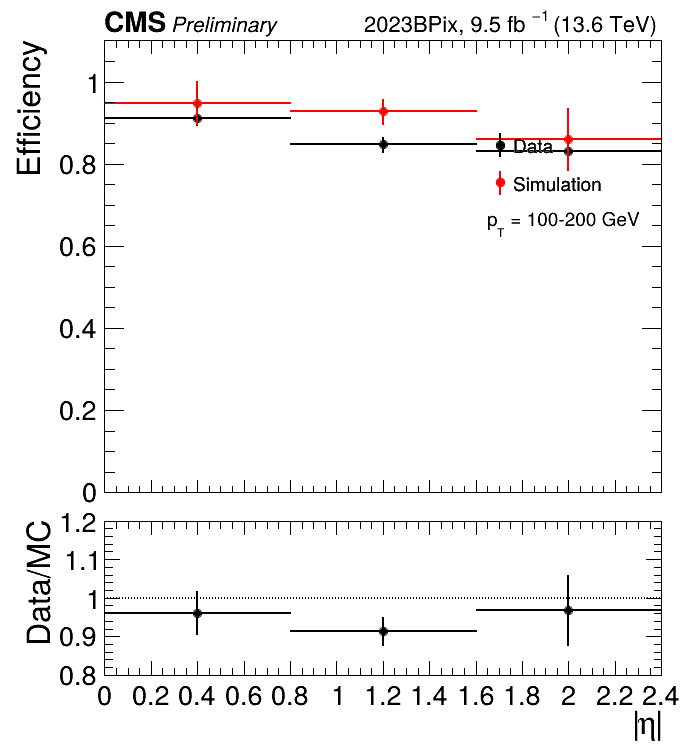 CMS Preliminary 2023BPix, 9.5 fb⁻¹ (13.6 TeV)
Efficiency
1
0.8
0.6
0.4
0.2
0
Data
Simulation
pT = 100-200 GeV
Data/MC
1.2
1.1
1
0.9
0.8
0 0.2 0.4 0.6 0.8 1 1.2 1.4 1.6 1.8 2 2.2 2.4
|η|